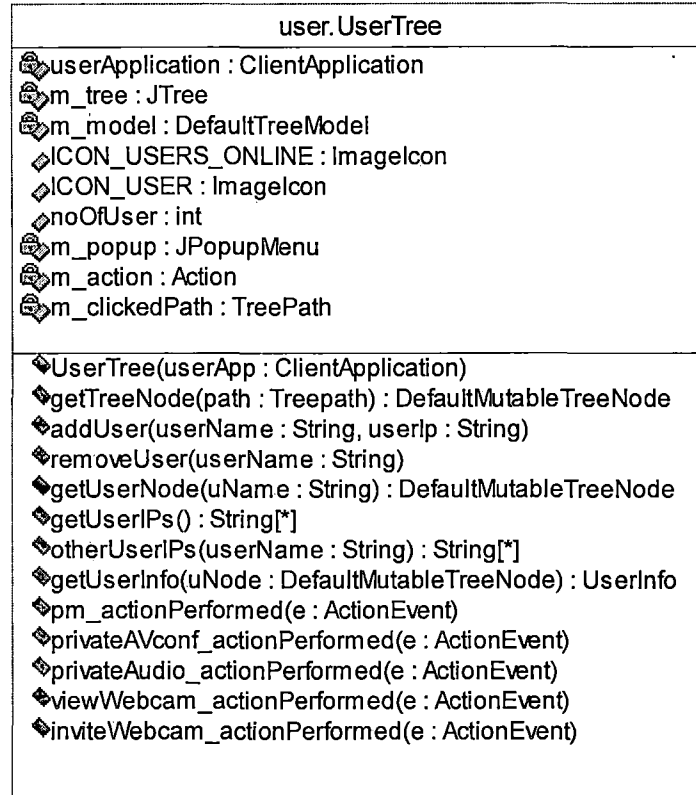 user.UserTree
userApplication : ClientApplication
m_tree : JTree
m_model : DefaultTreeModel
ICON_USERS_ONLINE : ImageIcon
ICON_USER : ImageIcon
noOfUser : int
m_popup : JPopupMenu
m_action : Action
m_clickedPath : TreePath
UserTree(userApp : ClientApplication)
getTreeNode(path : Treepath) : DefaultMutableTreeNode
addUser(userName : String, userIp : String)
removeUser(userName : String)
getUserNode(uName : String) : DefaultMutableTreeNode
getUserIPs() : String[*]
otherUserIPs(userName : String) : String[*]
getUserInfo(uNode : DefaultMutableTreeNode) : UserInfo
pm_actionPerformed(e : ActionEvent)
privateAVconf_actionPerformed(e : ActionEvent)
privateAudio_actionPerformed(e : ActionEvent)
viewWebcam_actionPerformed(e : ActionEvent)
inviteWebcam_actionPerformed(e : ActionEvent)